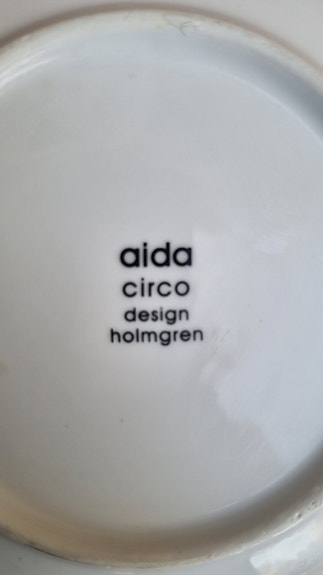 aida
circo
design
holmgren